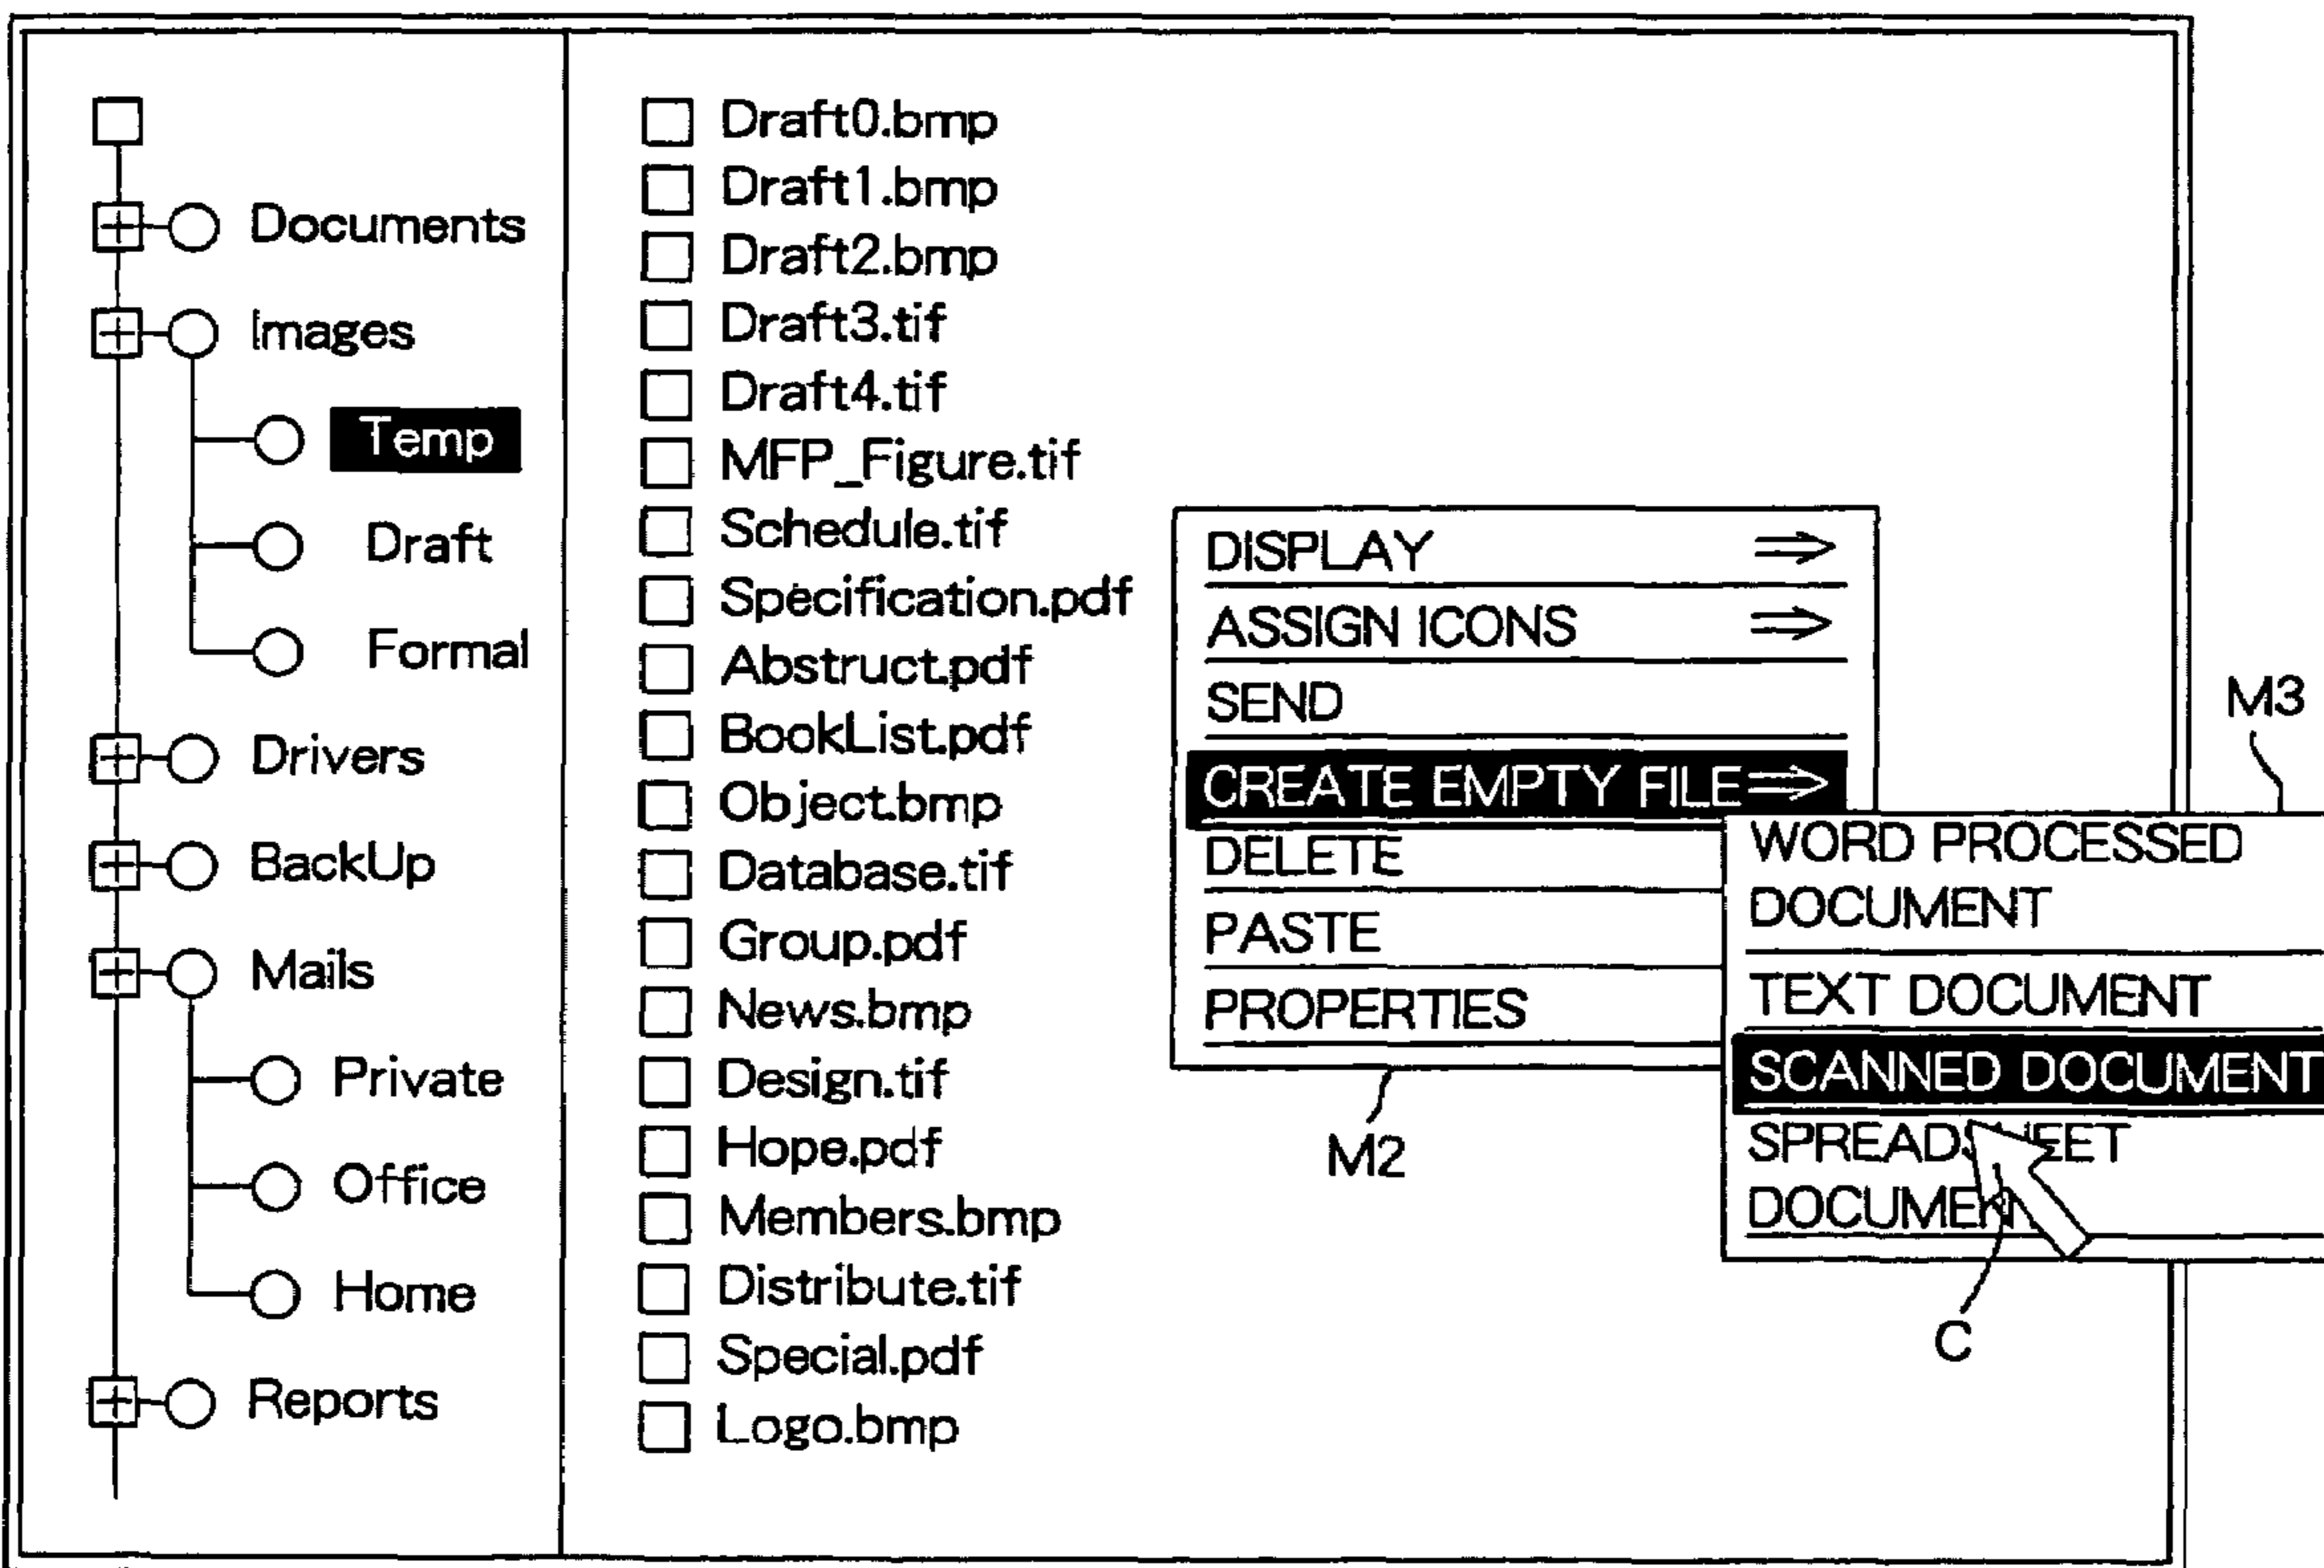 Documents
Images
Temp
Draft
Formal
Drivers
BackUp
Mails
Private
Office
Home
Reports
Draft0.bmp
Draft1.bmp
Draft2.bmp
Draft3.tif
Draft4.tif
MFP_Figure.tif
Schedule.tif
Specification.pdf
Abstruct.pdf
BookList.pdf
Object.bmp
Database.tif
Group.pdf
News.bmp
Design.tif
Hope.pdf
Members.bmp
Distribute.tif
Special.pdf
Logo.bmp
DISPLAY ⇒
ASSIGN ICONS ⇒
SEND
CREATE EMPTY FILE ⇒
DELETE
PASTE
PROPERTIES
M2
M3
WORD PROCESSED
DOCUMENT
TEXT DOCUMENT
SCANNED DOCUMENT
SPREADSHEET
DOCUMENT
C